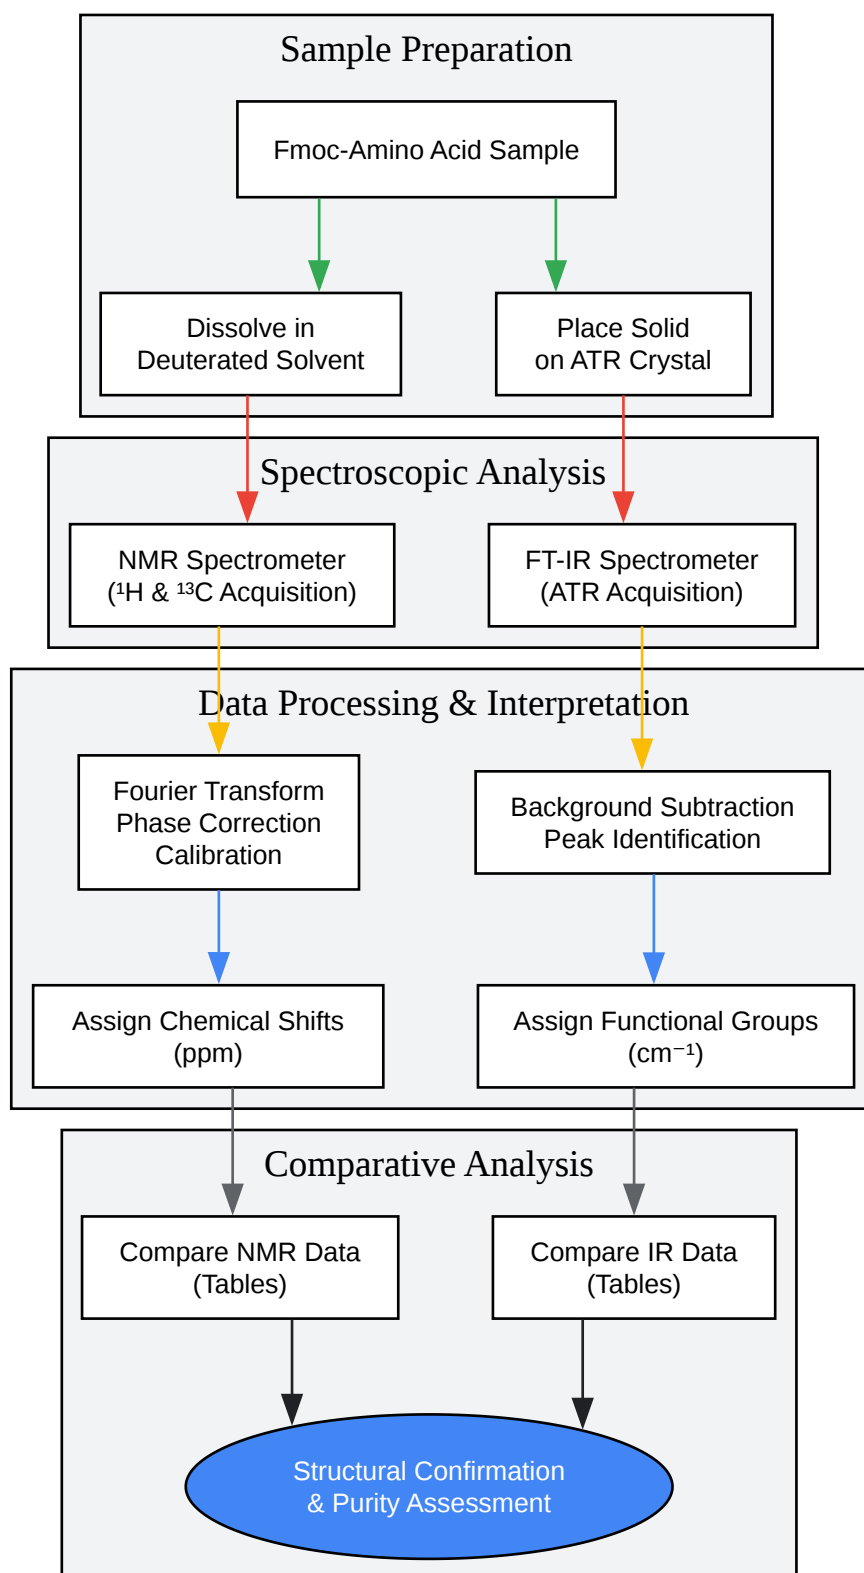 Sample Preparation
Fmoc-Amino Acid Sample
Dissolve in
Deuterated Solvent
Place Solid
on ATR Crystal
Spectroscopic Analysis
NMR Spectrometer
(¹H & ¹³C Acquisition)
FT-IR Spectrometer
(ATR Acquisition)
Data Processing & Interpretation
Fourier Transform
Phase Correction
Calibration
Background Subtraction
Peak Identification
Assign Chemical Shifts
(ppm)
Assign Functional Groups
(cm⁻¹)
Comparative Analysis
Compare NMR Data
(Tables)
Compare IR Data
(Tables)
Structural Confirmation
& Purity Assessment